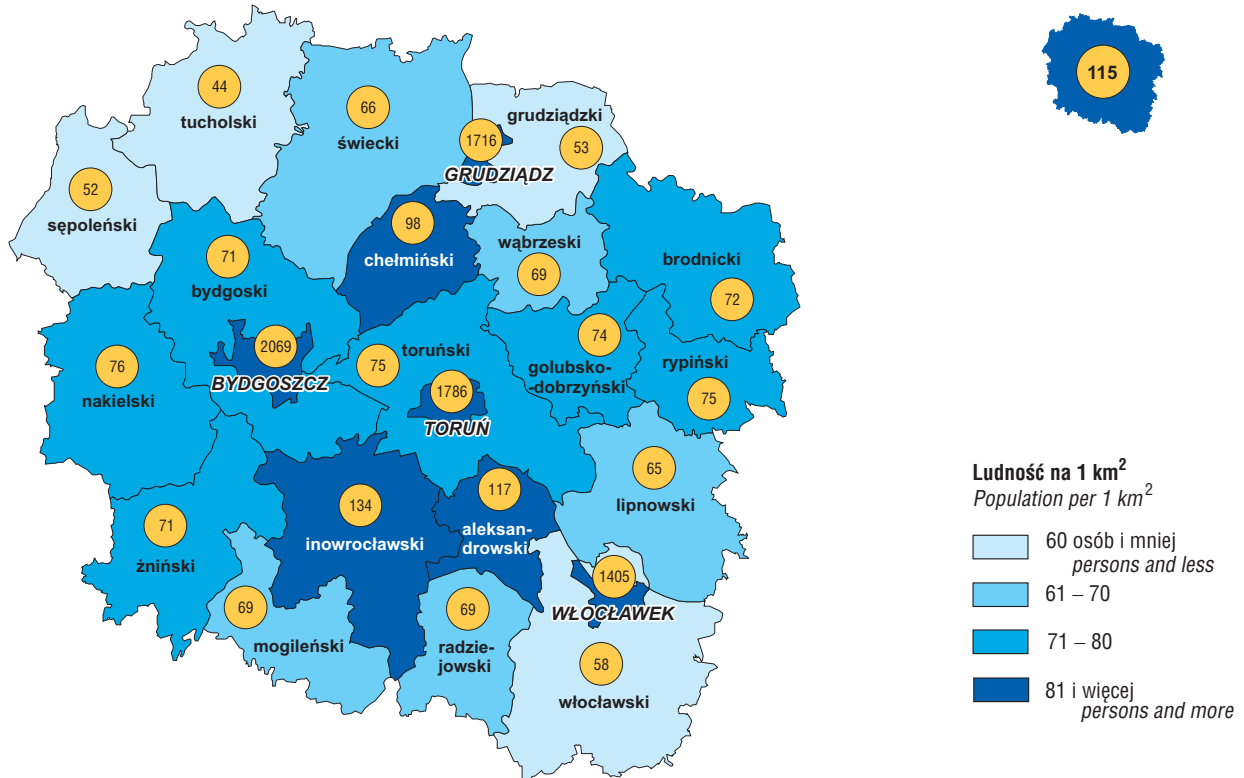 44
tucholski
66
świecki
grudziądzki
1716
53
GRUDZIĄDZ
52
sępoleński
98
chełmiński
wąbrzeski
69
brodnicki
72
71
bydgoski
2069
BYDGOSZCZ
76
nakielski
75
toruński
1786
TORUŃ
74
golubsko-
-dobrzyński
rypiński
75
65
lipnowski
134
inowrocławski
117
aleksan-
drowski
71
żniński
1405
WŁOCŁAWEK
69
mogileński
69
radzie-
jowski
58
włocławski
115
Ludność na 1 km²
Population per 1 km²
60 osób i mniej
persons and less
61 – 70
71 – 80
81 i więcej
persons and more